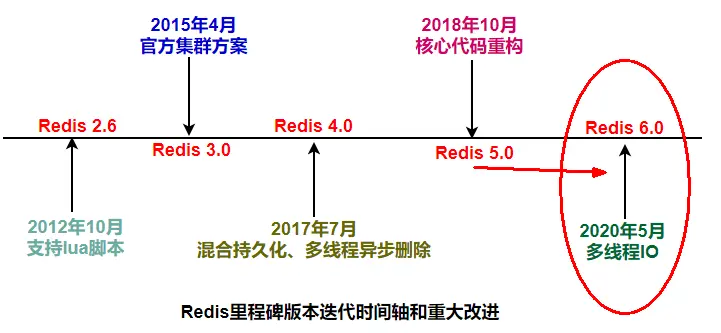 2015年4月
官方集群方案
2018年10月
核心代码重构
Redis 2.6
Redis 3.0
Redis 4.0
Redis 5.0
Redis 6.0
2012年10月
支持lua脚本
2017年7月
混合持久化、多线程异步删除
2020年5月
多线程IO
Redis里程碑版本迭代时间轴和重大改进